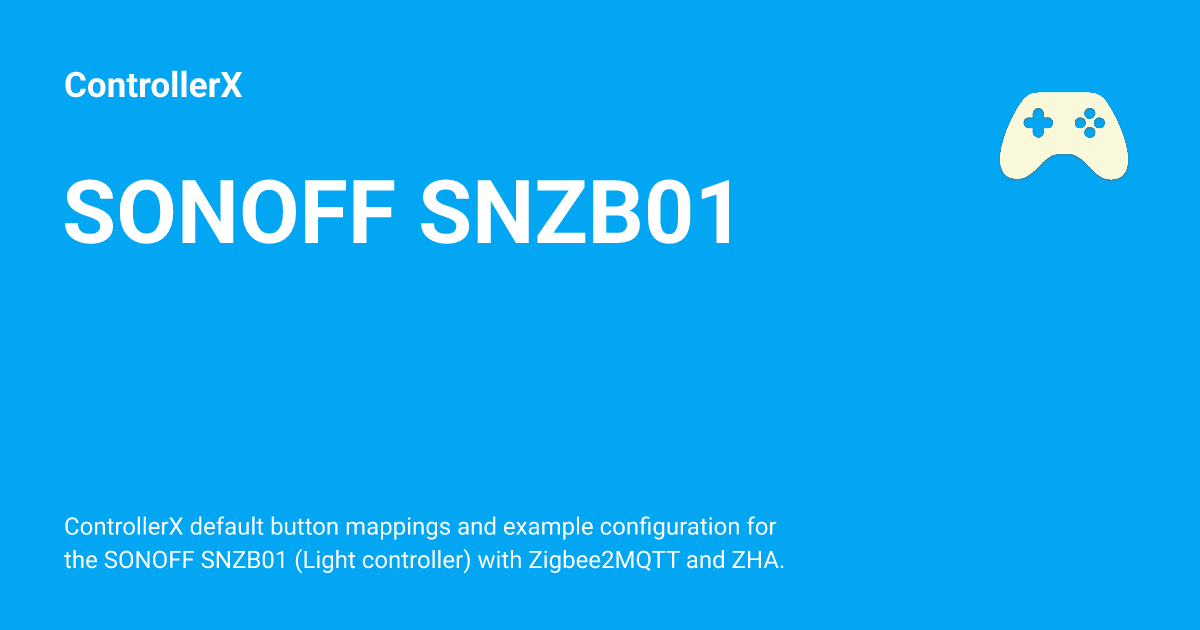 ControllerX
SONOFF SNZB01
ControllerX default button mappings and example configuration for
the SONOFF SNZB01 (Light controller) with Zigbee2MQTT and ZHA.